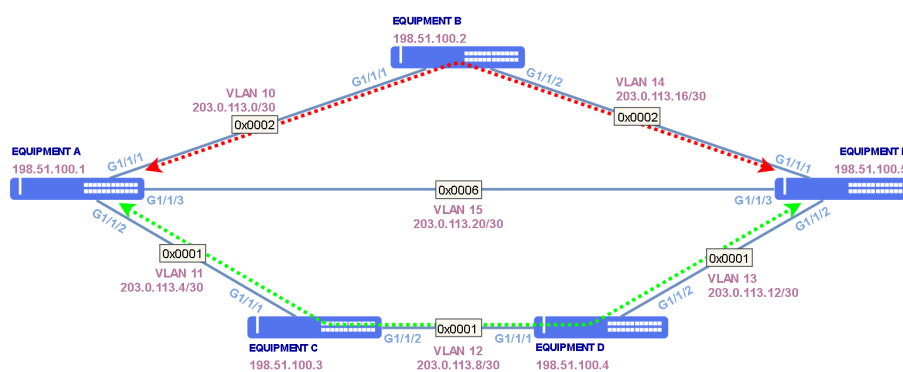 EQUIPMENT B
198.51.100.2
G1/1/1
G1/1/2
VLAN 10
203.0.113.0/30
VLAN 14
203.0.113.16/30
0x0002
0x0002
EQUIPMENT A
198.51.100.1
G1/1/1
G1/1/1
EQUIPMENT
198.51.100.5
G1/1/3
0x0006
G1/1/3
VLAN 15
203.0.113.20/30
G1/1/2
G1/1/2
0x0001
0x0001
VLAN 11
203.0.113.4/30
VLAN 13
203.0.113.12/30
G1/1/1
G1/1/2
EQUIPMENT C
198.51.100.3
G1/1/2
0x0001
G1/1/1
VLAN 12
203.0.113.8/30
EQUIPMENT D
198.51.100.4